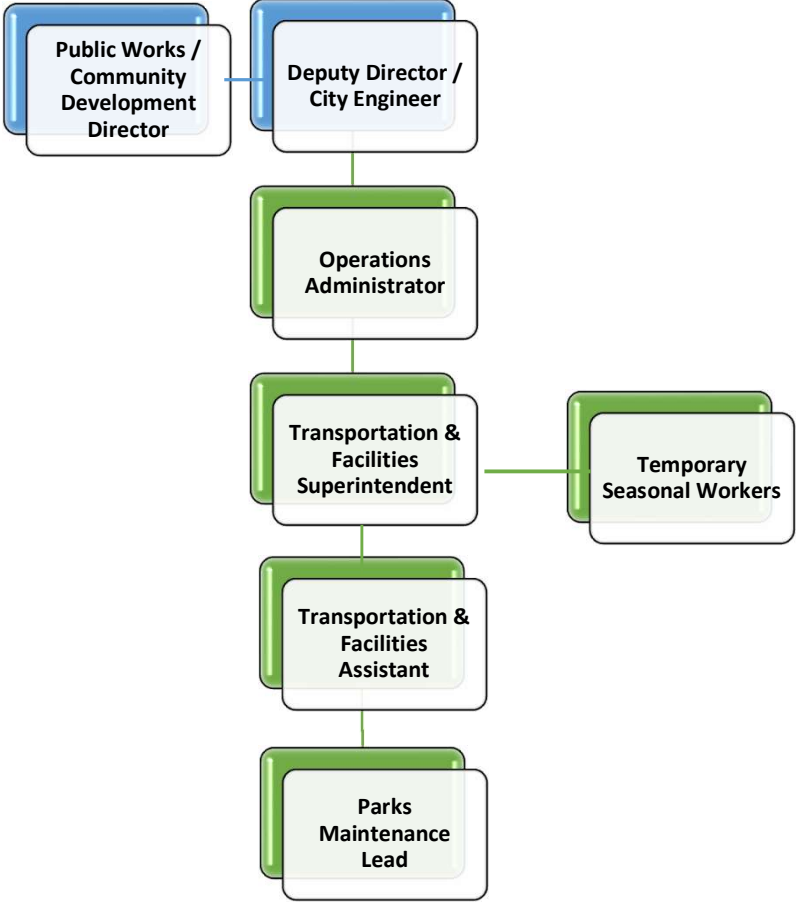 Public Works /
Community
Development
Director
Deputy Director /
City Engineer
Operations
Administrator
Transportation &
Facilities
Superintendent
Temporary
Seasonal Workers
Transportation &
Facilities
Assistant
Parks
Maintenance
Lead